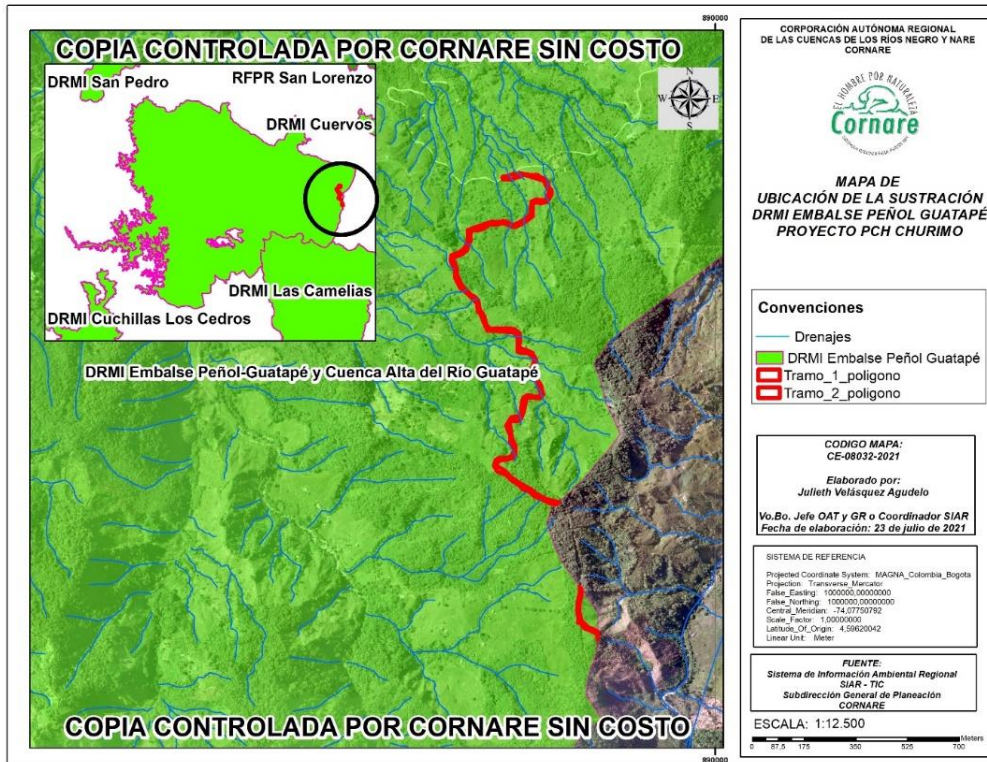 890000
COPIA CONTROLADA POR CORNARE SIN COSTO
DRMI San Pedro
RFPR San Lorenzo
DRMI Cuervos
DRMI Las Camelias
DRMI Cuchillas Los Cedros
N
W E
S
DRMI Embalse Peñol-Guatapé y Cuenca Alta del Río Guatapé
COPIA CONTROLADA POR CORNARE SIN COSTO
890000
CORPORACIÓN AUTÓNOMA REGIONAL
DE LAS CUENCAS DE LOS RÍOS NEGRO Y NARE
CORNARE
EL HOMBRE POR NATURALEZA
Cornare
MAPA DE
UBICACIÓN DE LA SUSTRACIÓN
DRMI EMBALSE PEÑOL GUATAPÉ
PROYECTO PCH CHURIMO
Convenciones
Drenajes
DRMI Embalse Peñol Guatapé
Tramo_1_poligono
Tramo_2_poligono
CODIGO MAPA:
CE-08032-2021
Elaborado por:
Julieth Velásquez Agudelo
Vo.Bo. Jefe OAT y GR o Coordinador SIAR
Fecha de elaboración: 23 de julio de 2021
SISTEMA DE REFERENCIA
Projected Coordinate System: MAGNA_Colombia_Bogota
Projection: Transverse_Mercator
False_Easting: 1000000,00000000
False_Northing: 1000000,00000000
Central_Meridian: -74,07750792
Scale_Factor: 1,00000000
Latitude_Of_Origin: 4,59620042
Linear Unit: Meter
FUENTE:
Sistema de Información Ambiental Regional
SIAR - TIC
Subdirección General de Planeación
CORNARE
ESCALA: 1:12.500
Meters
0 87,5 175 350 525 700